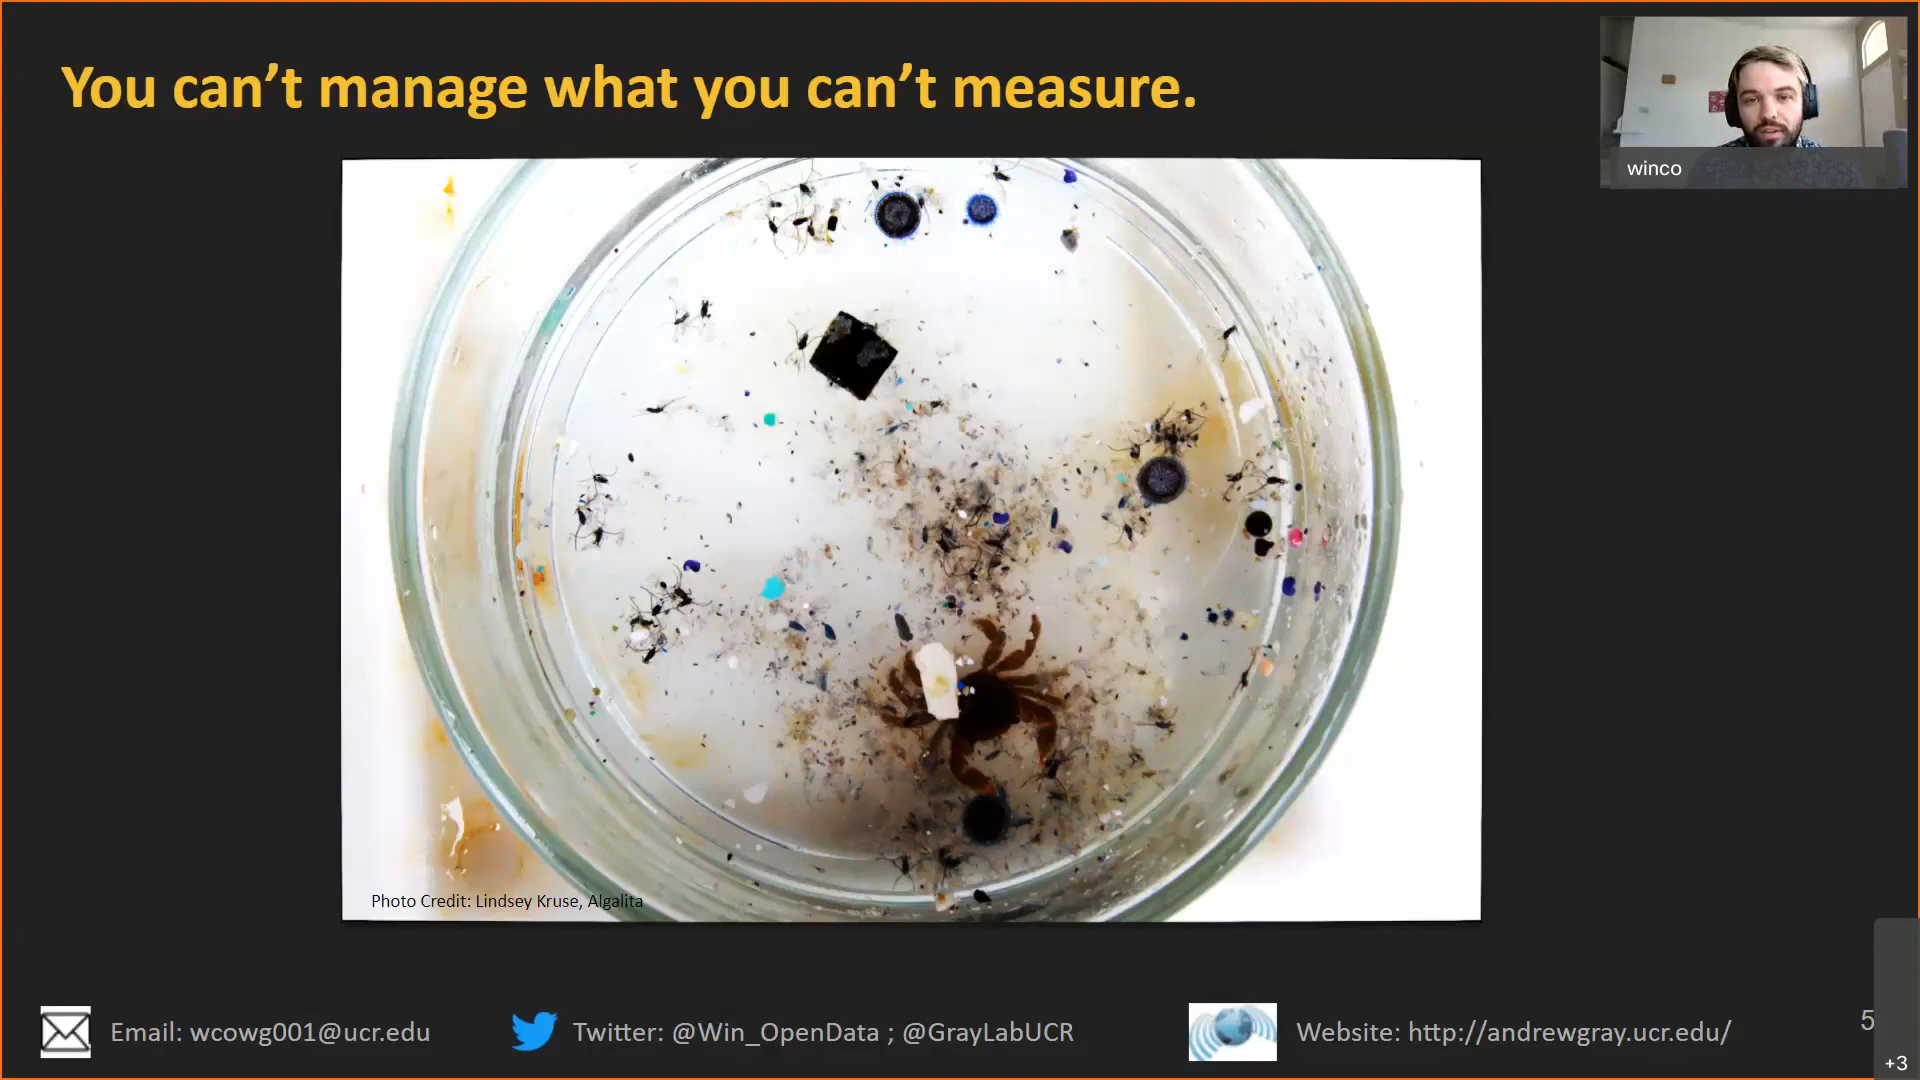 You can’t manage what you can’t measure.
winco
Photo Credit: Lindsey Kruse, Algalita
Email: wcowg001@ucr.edu
Twitter: @Win_OpenData ; @GrayLabUCR
Website: http://andrewgray.ucr.edu/
5
+3